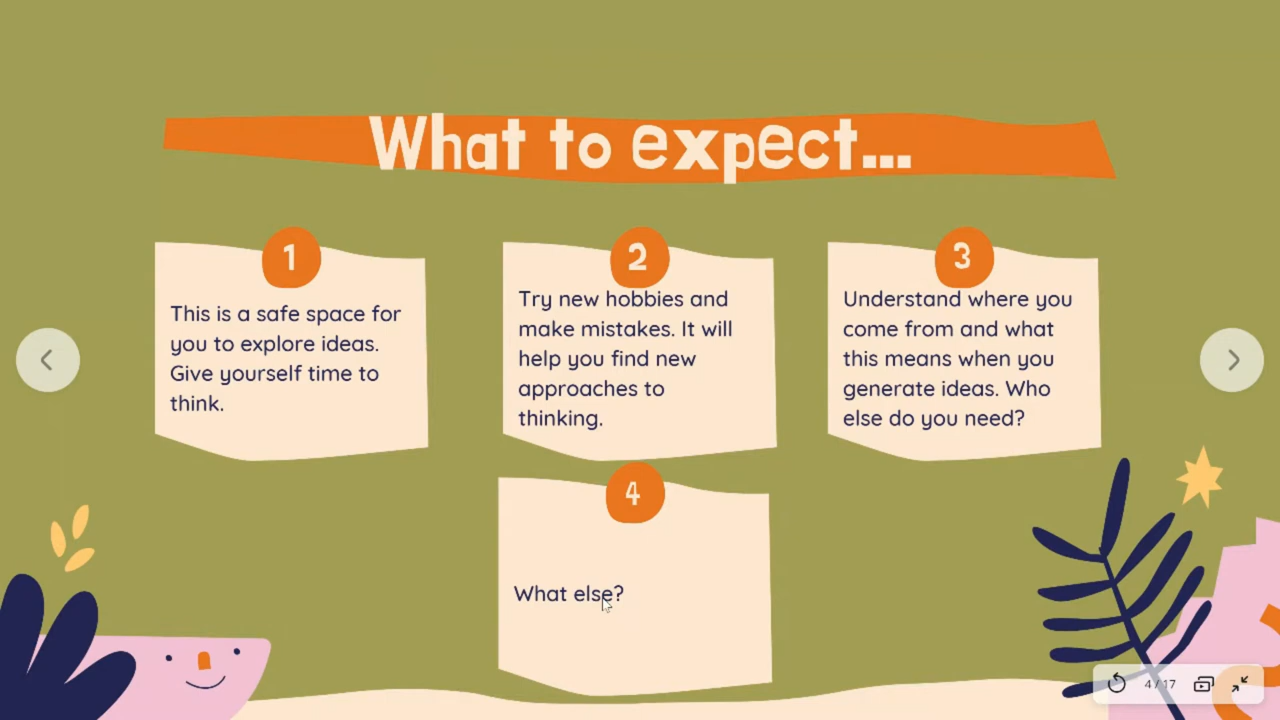 What to expect...
1
This is a safe space for
you to explore ideas.
Give yourself time to
think.
2
Try new hobbies and
make mistakes. It will
help you find new
approaches to
thinking.
3
Understand where you
come from and what
this means when you
generate ideas. Who
else do you need?
4
What else?
4/17